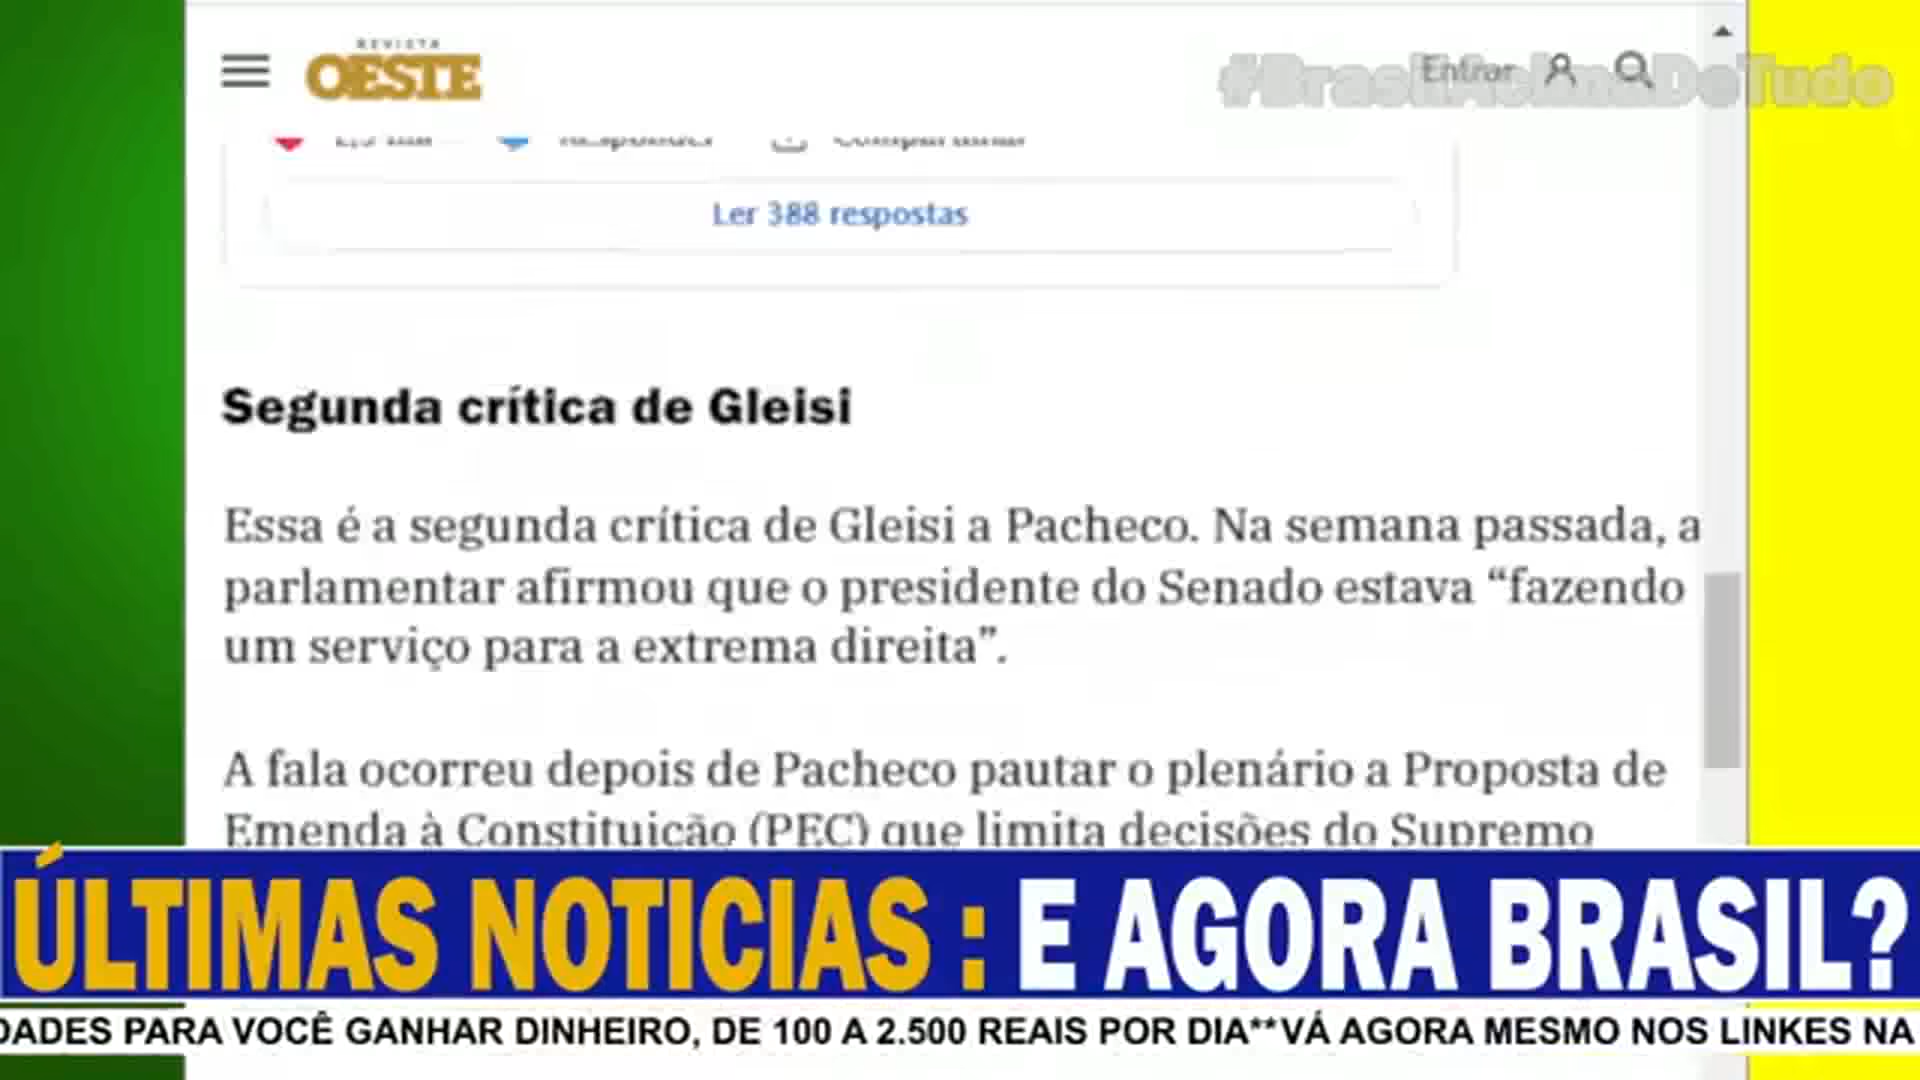 REVISTA
OESTE
Entrar
#BrasilAcimaDeTudo
Responder
Compartilhar
Ler 388 respostas
Segunda crítica de Gleisi
Essa é a segunda crítica de Gleisi a Pacheco. Na semana passada, a
parlamentar afirmou que o presidente do Senado estava “fazendo
um serviço para a extrema direita”.
A fala ocorreu depois de Pacheco pautar o plenário a Proposta de
Emenda à Constituição (PEC) que limita decisões do Supremo
ÚLTIMAS NOTICIAS : E AGORA BRASIL?
DADES PARA VOCÊ GANHAR DINHEIRO, DE 100 A 2.500 REAIS POR DIA**VÁ AGORA MESMO NOS LINKES NA